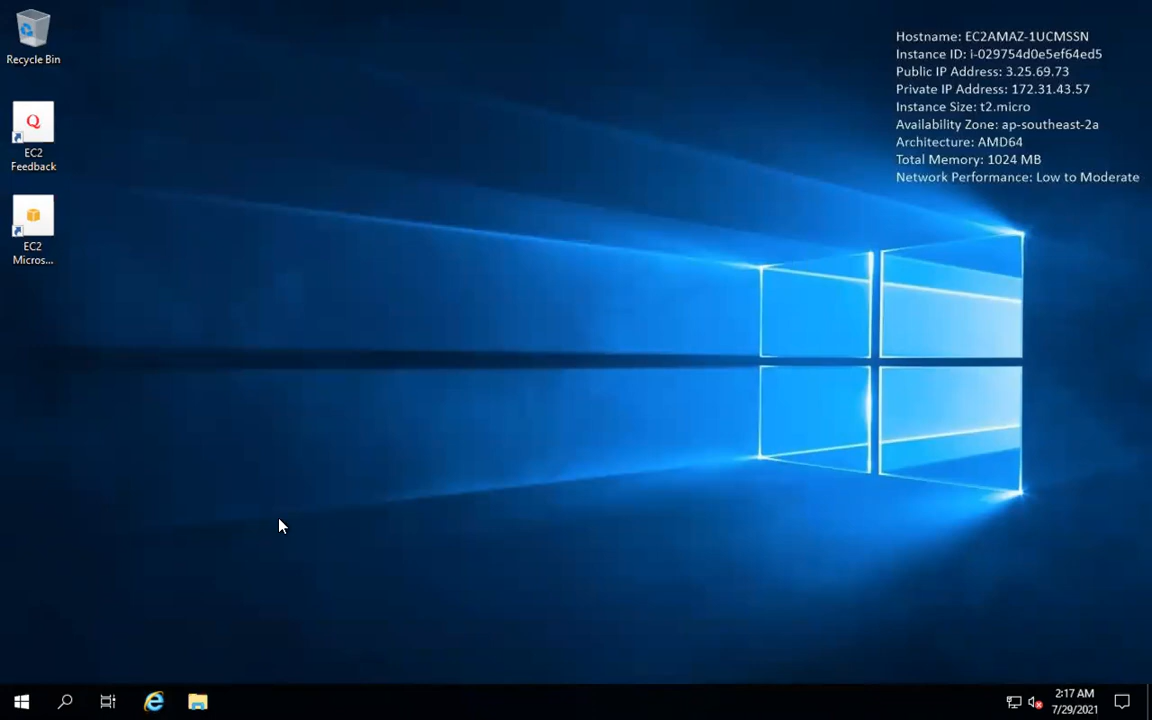 Recycle Bin
Q
EC2
Feedback
EC2
Micros...
Hostname: EC2AMAZ-1UCMSSN
Instance ID: i-029754d0e5ef64ed5
Public IP Address: 3.25.69.73
Private IP Address: 172.31.43.57
Instance Size: t2.micro
Availability Zone: ap-southeast-2a
Architecture: AMD64
Total Memory: 1024 MB
Network Performance: Low to Moderate
2:17 AM
7/29/2021